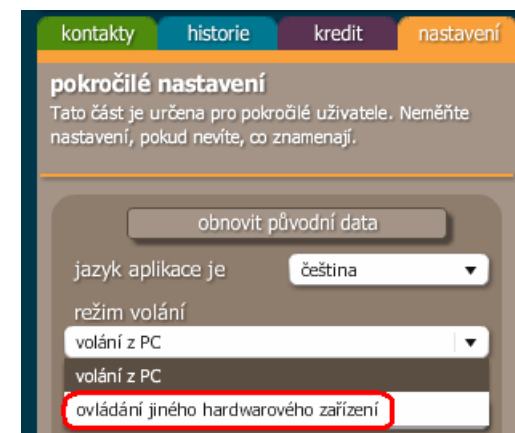 kontakty historie kredit nastavení
pokročilé nastavení
Tato část je určena pro pokročilé uživatele. Neměňte
nastavení, pokud nevíte, co znamenají.
obnovit původní data
jazyk aplikace je čeština
režim volání
volání z PC
volání z PC
ovládání jiného hardwarového zařízení